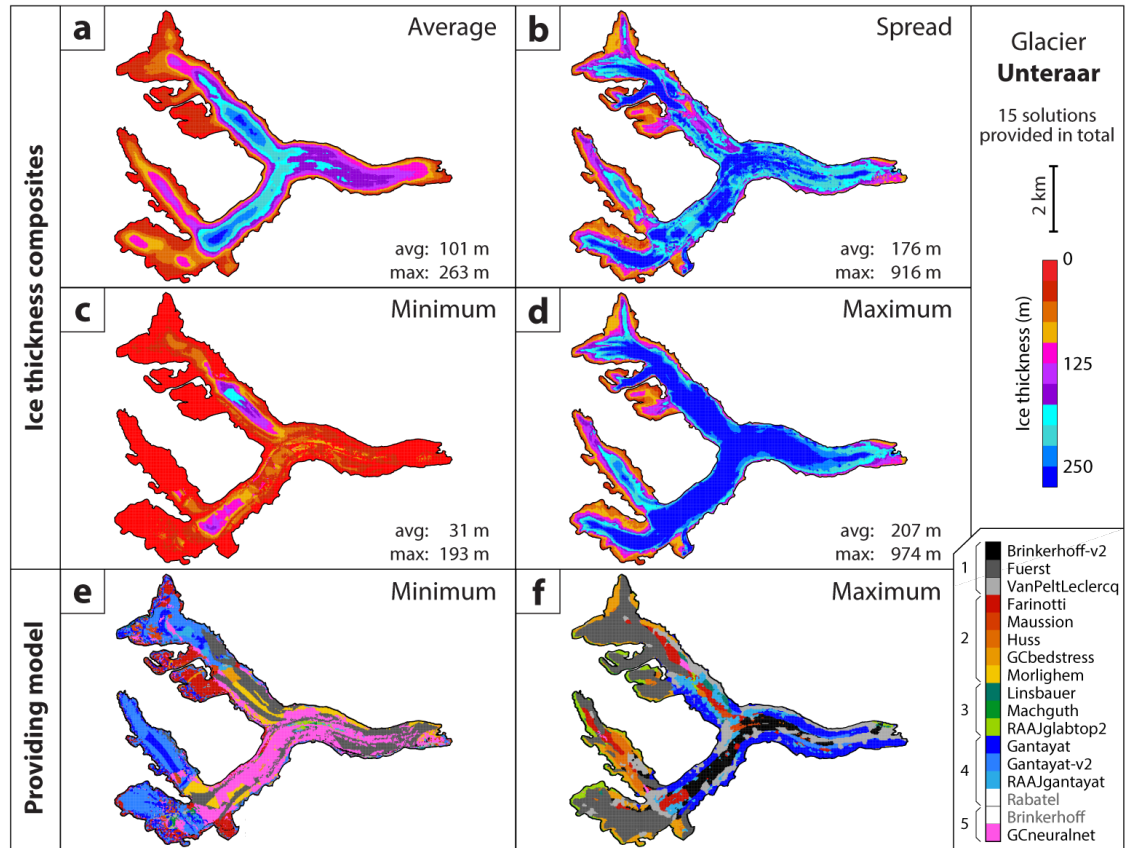 Ice thickness composites
Providing model
a
Average
avg: 101 m
max: 263 m
b
Spread
avg: 176 m
max: 916 m
c
Minimum
avg: 31 m
max: 193 m
d
Maximum
avg: 207 m
max: 974 m
e
Minimum
f
Maximum
Glacier
Unteraar
15 solutions
provided in total
2 km
Ice thickness (m)
0
125
250
1
Brinkerhoff-v2
Fuerst
VanPeltLeclercq
2
Farinotti
Maussion
Huss
GCbedstress
Morlighem
3
Linsbauer
Machguth
RAAJglabtop2
4
Gantayat
Gantayat-v2
RAAJgantayat
Rabatel
5
Brinkerhoff
GCneuralnet